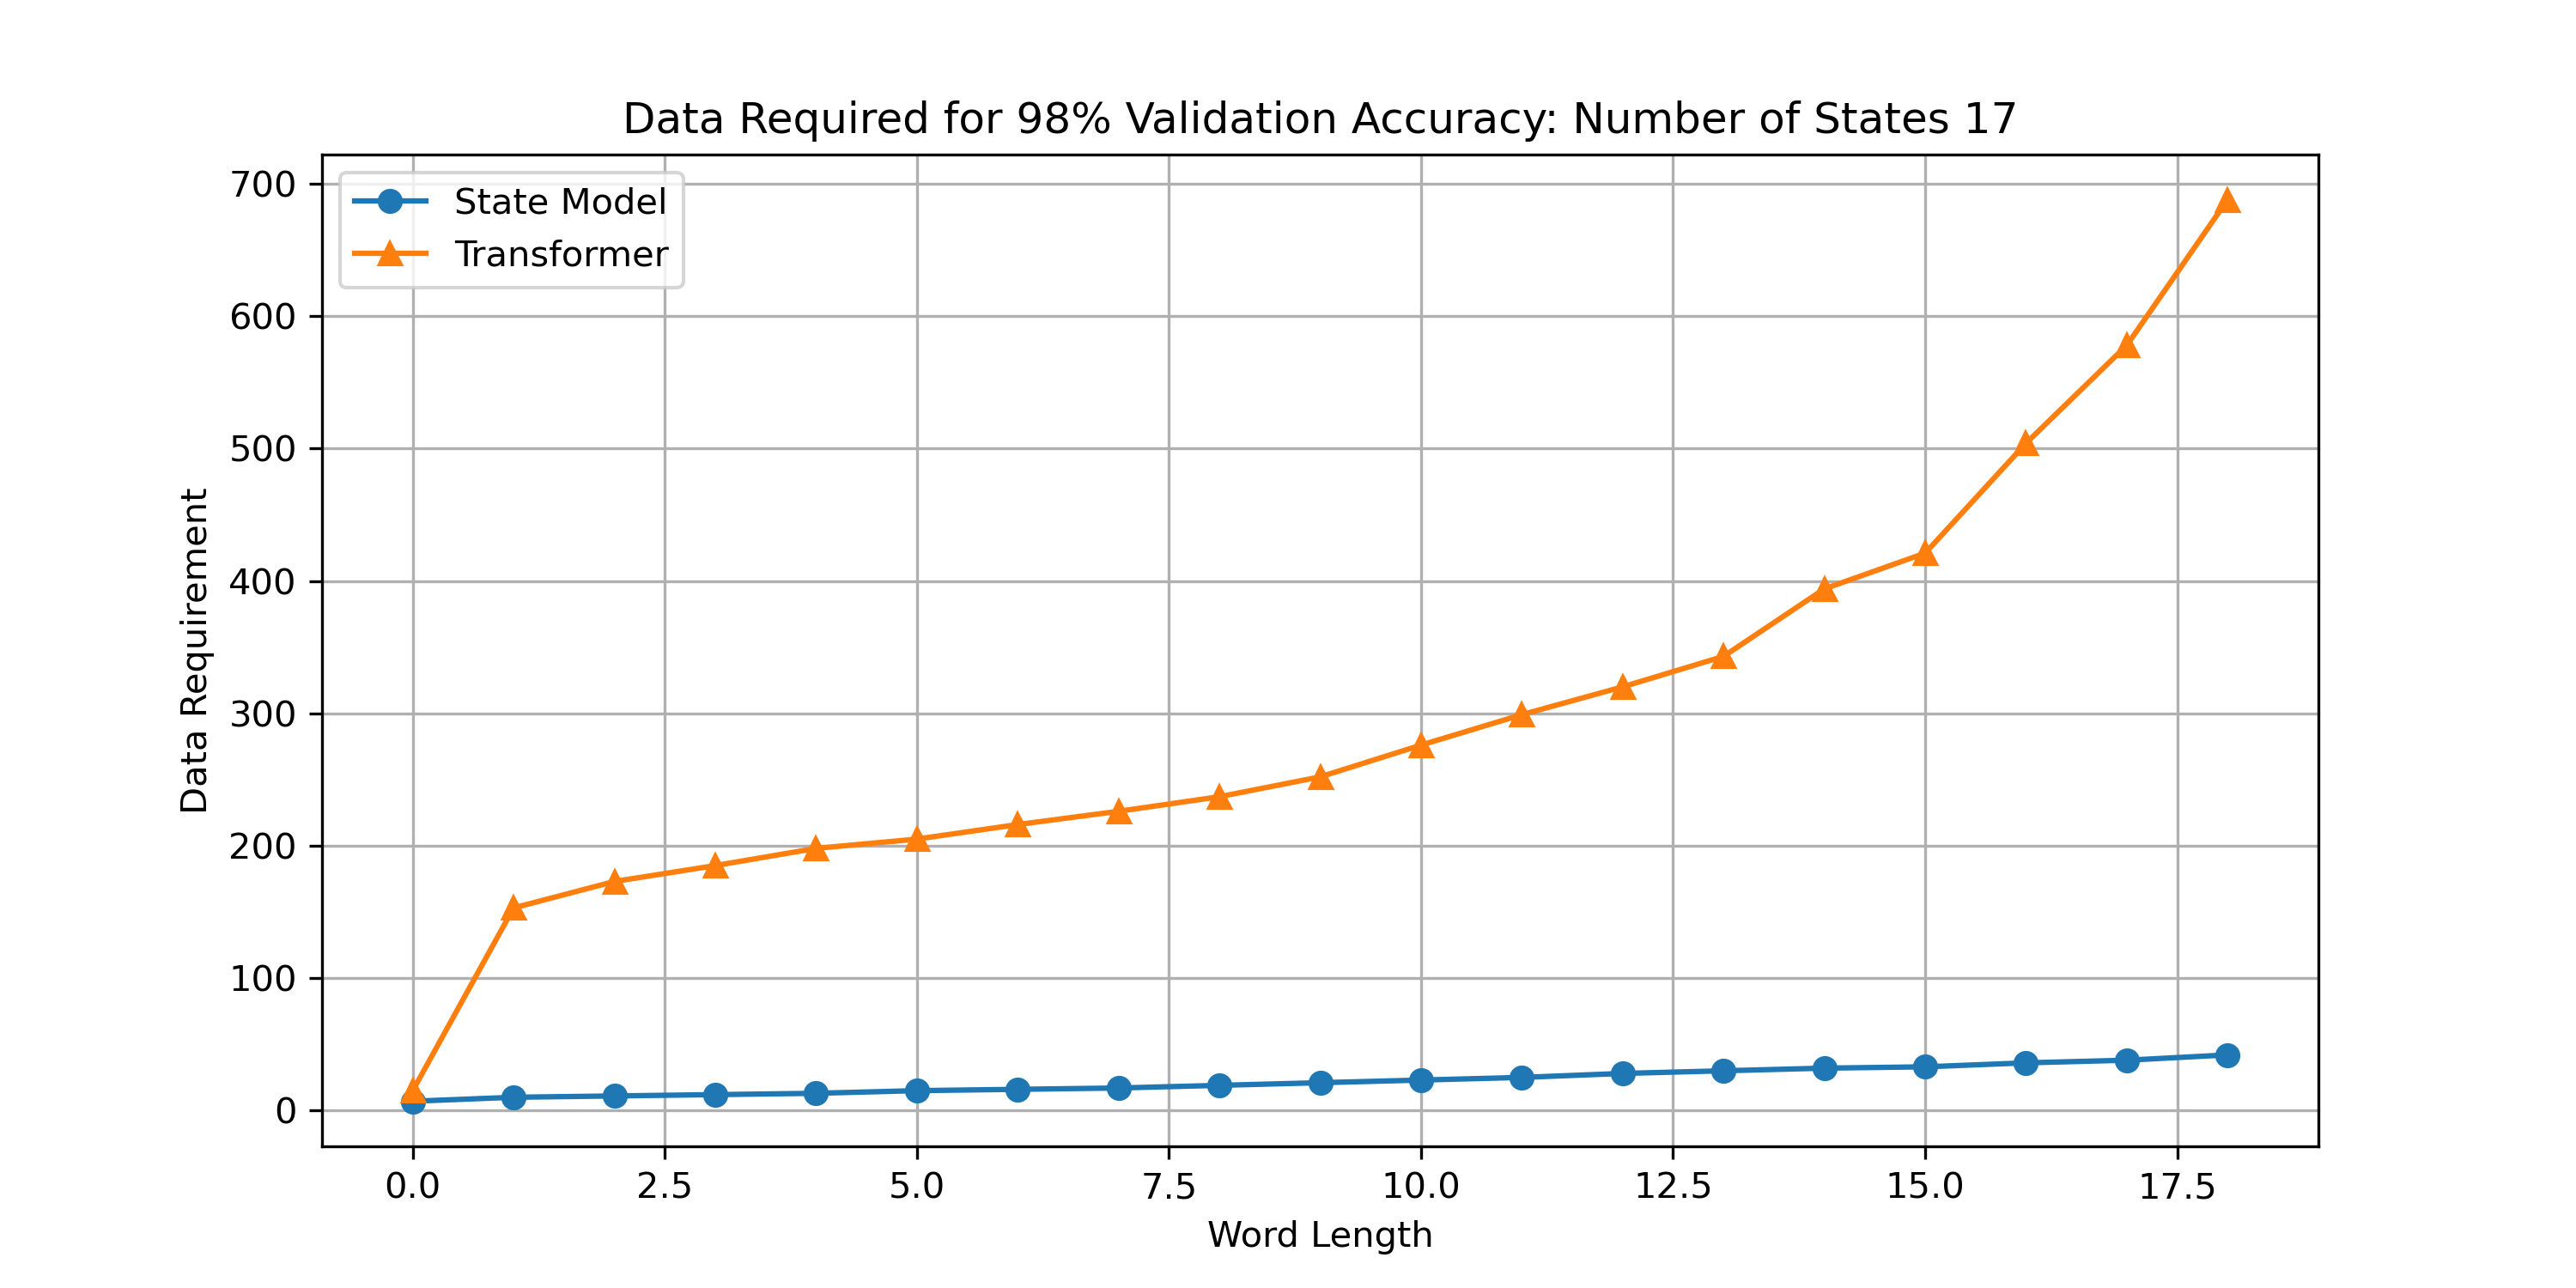 Data Required for 98% Validation Accuracy: Number of States 17
State Model
Transformer
700
600
500
400
300
200
100
0
Data Requirement
0.0 2.5 5.0 7.5 10.0 12.5 15.0 17.5
Word Length